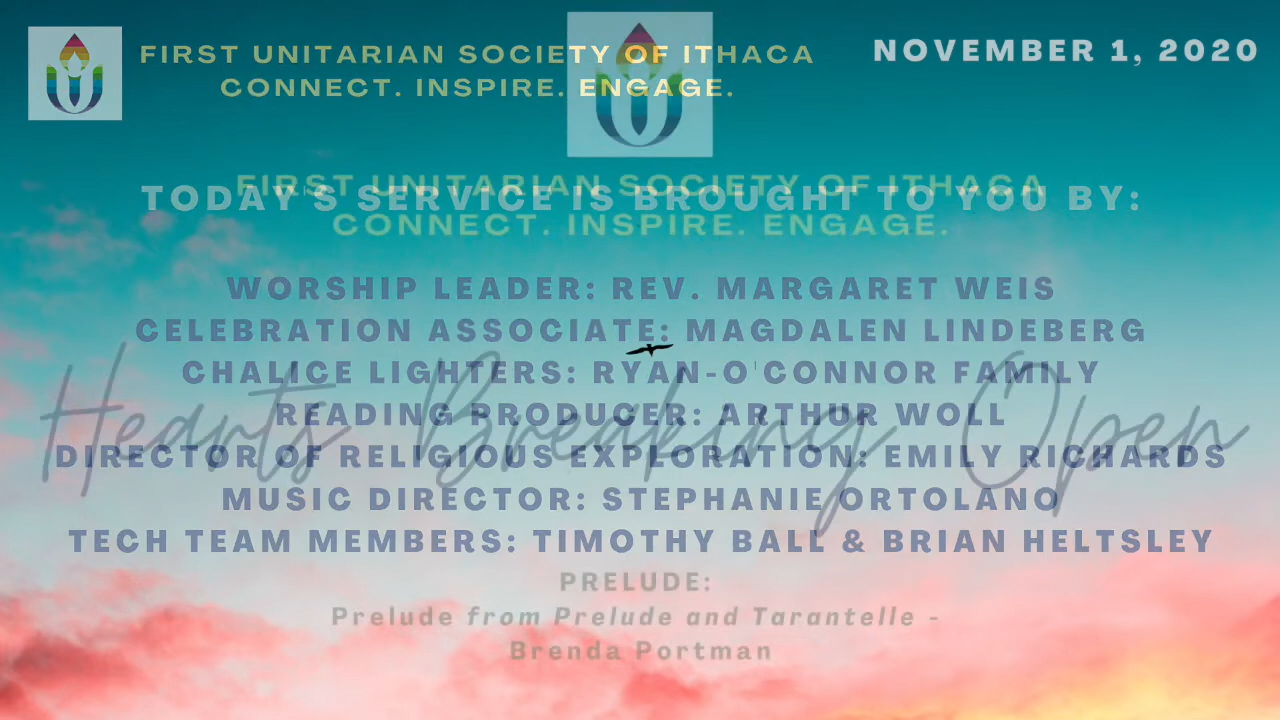 FIRST UNITARIAN SOCIETY OF ITHACA
CONNECT. INSPIRE. ENGAGE.
NOVEMBER 1, 2020
FIRST UNITARIAN SOCIETY OF ITHACA
CONNECT. INSPIRE. ENGAGE.
TODAY'S SERVICE IS BROUGHT TO YOU BY:
WORSHIP LEADER: REV. MARGARET WEIS
CELEBRATION ASSOCIATE: MAGDALEN LINDEBERG
CHALICE LIGHTERS: RYAN-O'CONNOR FAMILY
READING PRODUCER: ARTHUR WOLL
Hearts Breaking Open
DIRECTOR OF RELIGIOUS EXPLORATION: EMILY RICHARDS
MUSIC DIRECTOR: STEPHANIE ORTOLANO
TECH TEAM MEMBERS: TIMOTHY BALL & BRIAN HELTSLEY
PRELUDE:
Prelude from Prelude and Tarantelle -
Brenda Portman